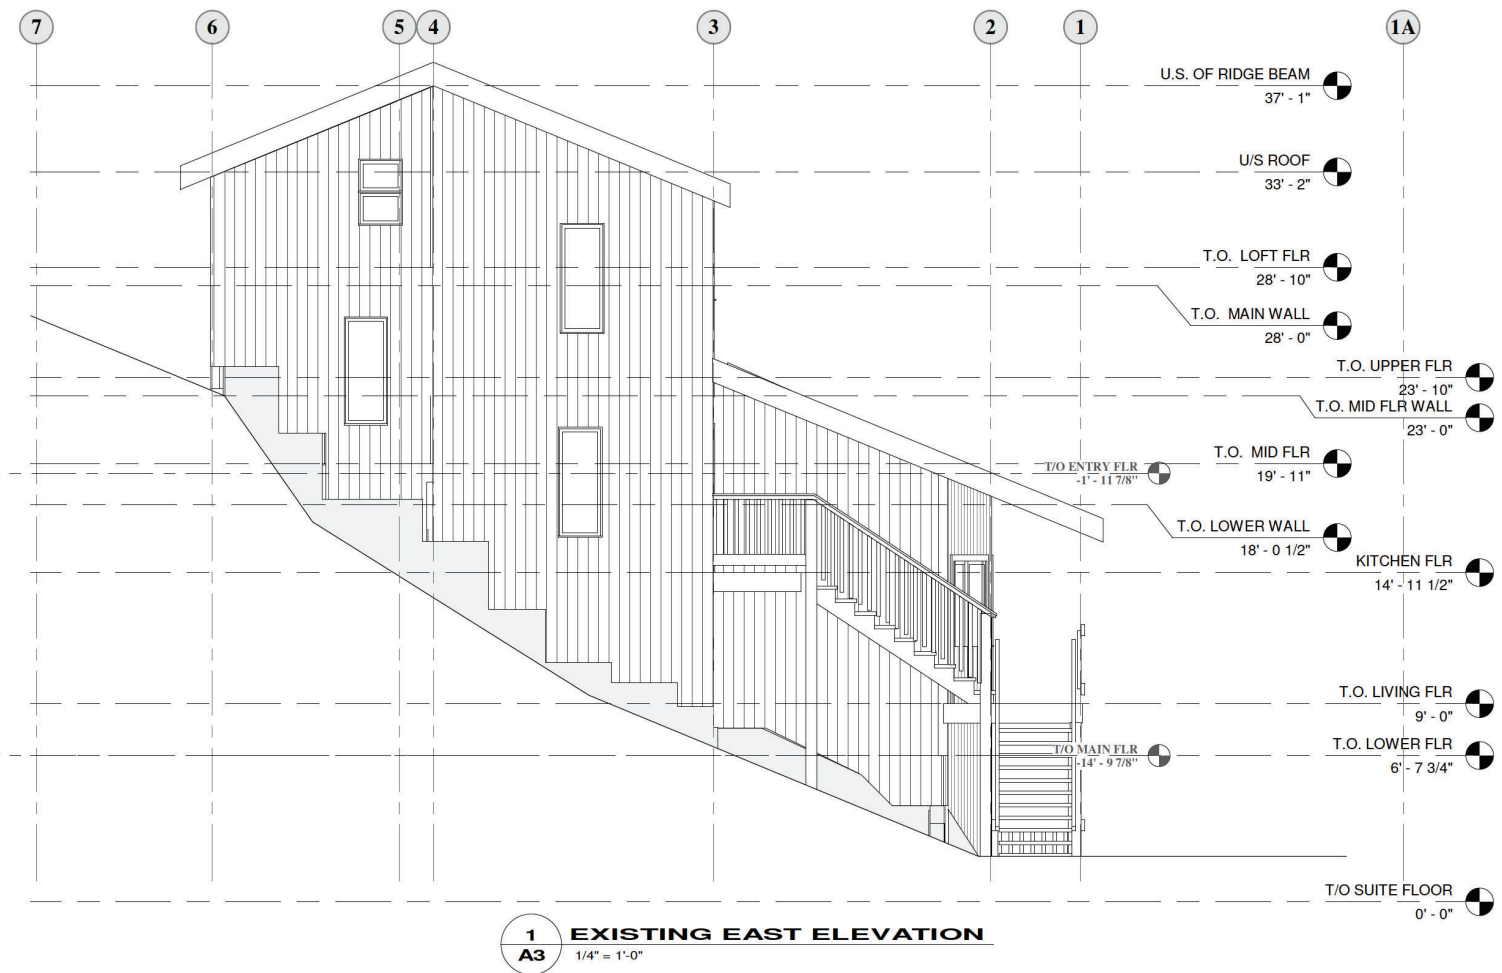 7 6 5 4 3 2 1 1A
U.S. OF RIDGE BEAM
37' - 1"
U/S ROOF
33' - 2"
T.O. LOFT FLR
28' - 10"
T.O. MAIN WALL
28' - 0"
T.O. UPPER FLR
23' - 10"
T.O. MID FLR WALL
23' - 0"
T.O. MID FLR
19' - 11"
T/O ENTRY FLR
-1' - 11 7/8"
T.O. LOWER WALL
18' - 0 1/2"
KITCHEN FLR
14' - 11 1/2"
T.O. LIVING FLR
9' - 0"
T.O. LOWER FLR
6' - 7 3/4"
T/O MAIN FLR
-14' - 9 7/8"
T/O SUITE FLOOR
0' - 0"
1
A3
EXISTING EAST ELEVATION
1/4" = 1'-0"